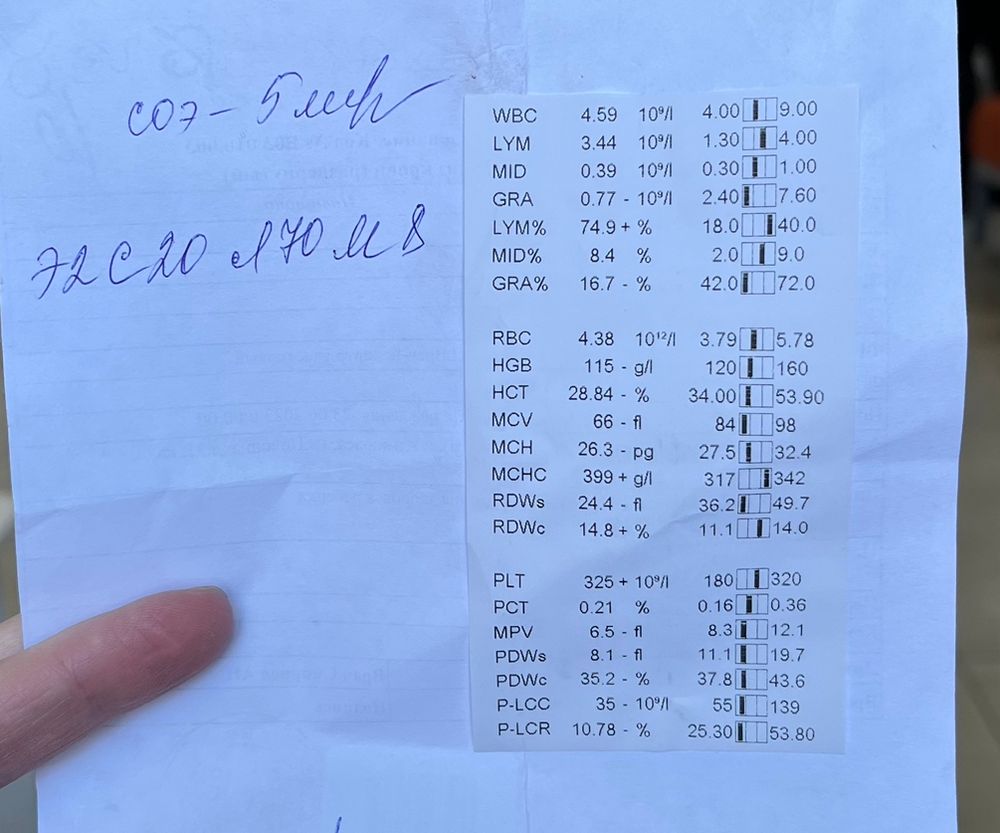 СОЭ - 5 мм/ч
Э2 С20 Л70 М8
WBC 4.59 10⁹/l 4.00 9.00
LYM 3.44 10⁹/l 1.30 4.00
MID 0.39 10⁹/l 0.30 1.00
GRA 0.77 - 10⁹/l 2.40 7.60
LYM% 74.9 + % 18.0 40.0
MID% 8.4 % 2.0 9.0
GRA% 16.7 - % 42.0 72.0
RBC 4.38 10¹²/l 3.79 5.78
HGB 115 - g/l 120 160
HCT 28.84 - % 34.00 53.90
MCV 66 - fl 84 98
MCH 26.3 - pg 27.5 32.4
MCHC 399 + g/l 317 342
RDWs 24.4 - fl 36.2 49.7
RDWc 14.8 + % 11.1 14.0
PLT 325 + 10⁹/l 180 320
PCT 0.21 % 0.16 0.36
MPV 6.5 - fl 8.3 12.1
PDWs 8.1 - fl 11.1 19.7
PDWc 35.2 - % 37.8 43.6
P-LCC 35 - 10⁹/l 55 139
P-LCR 10.78 - % 25.30 53.80